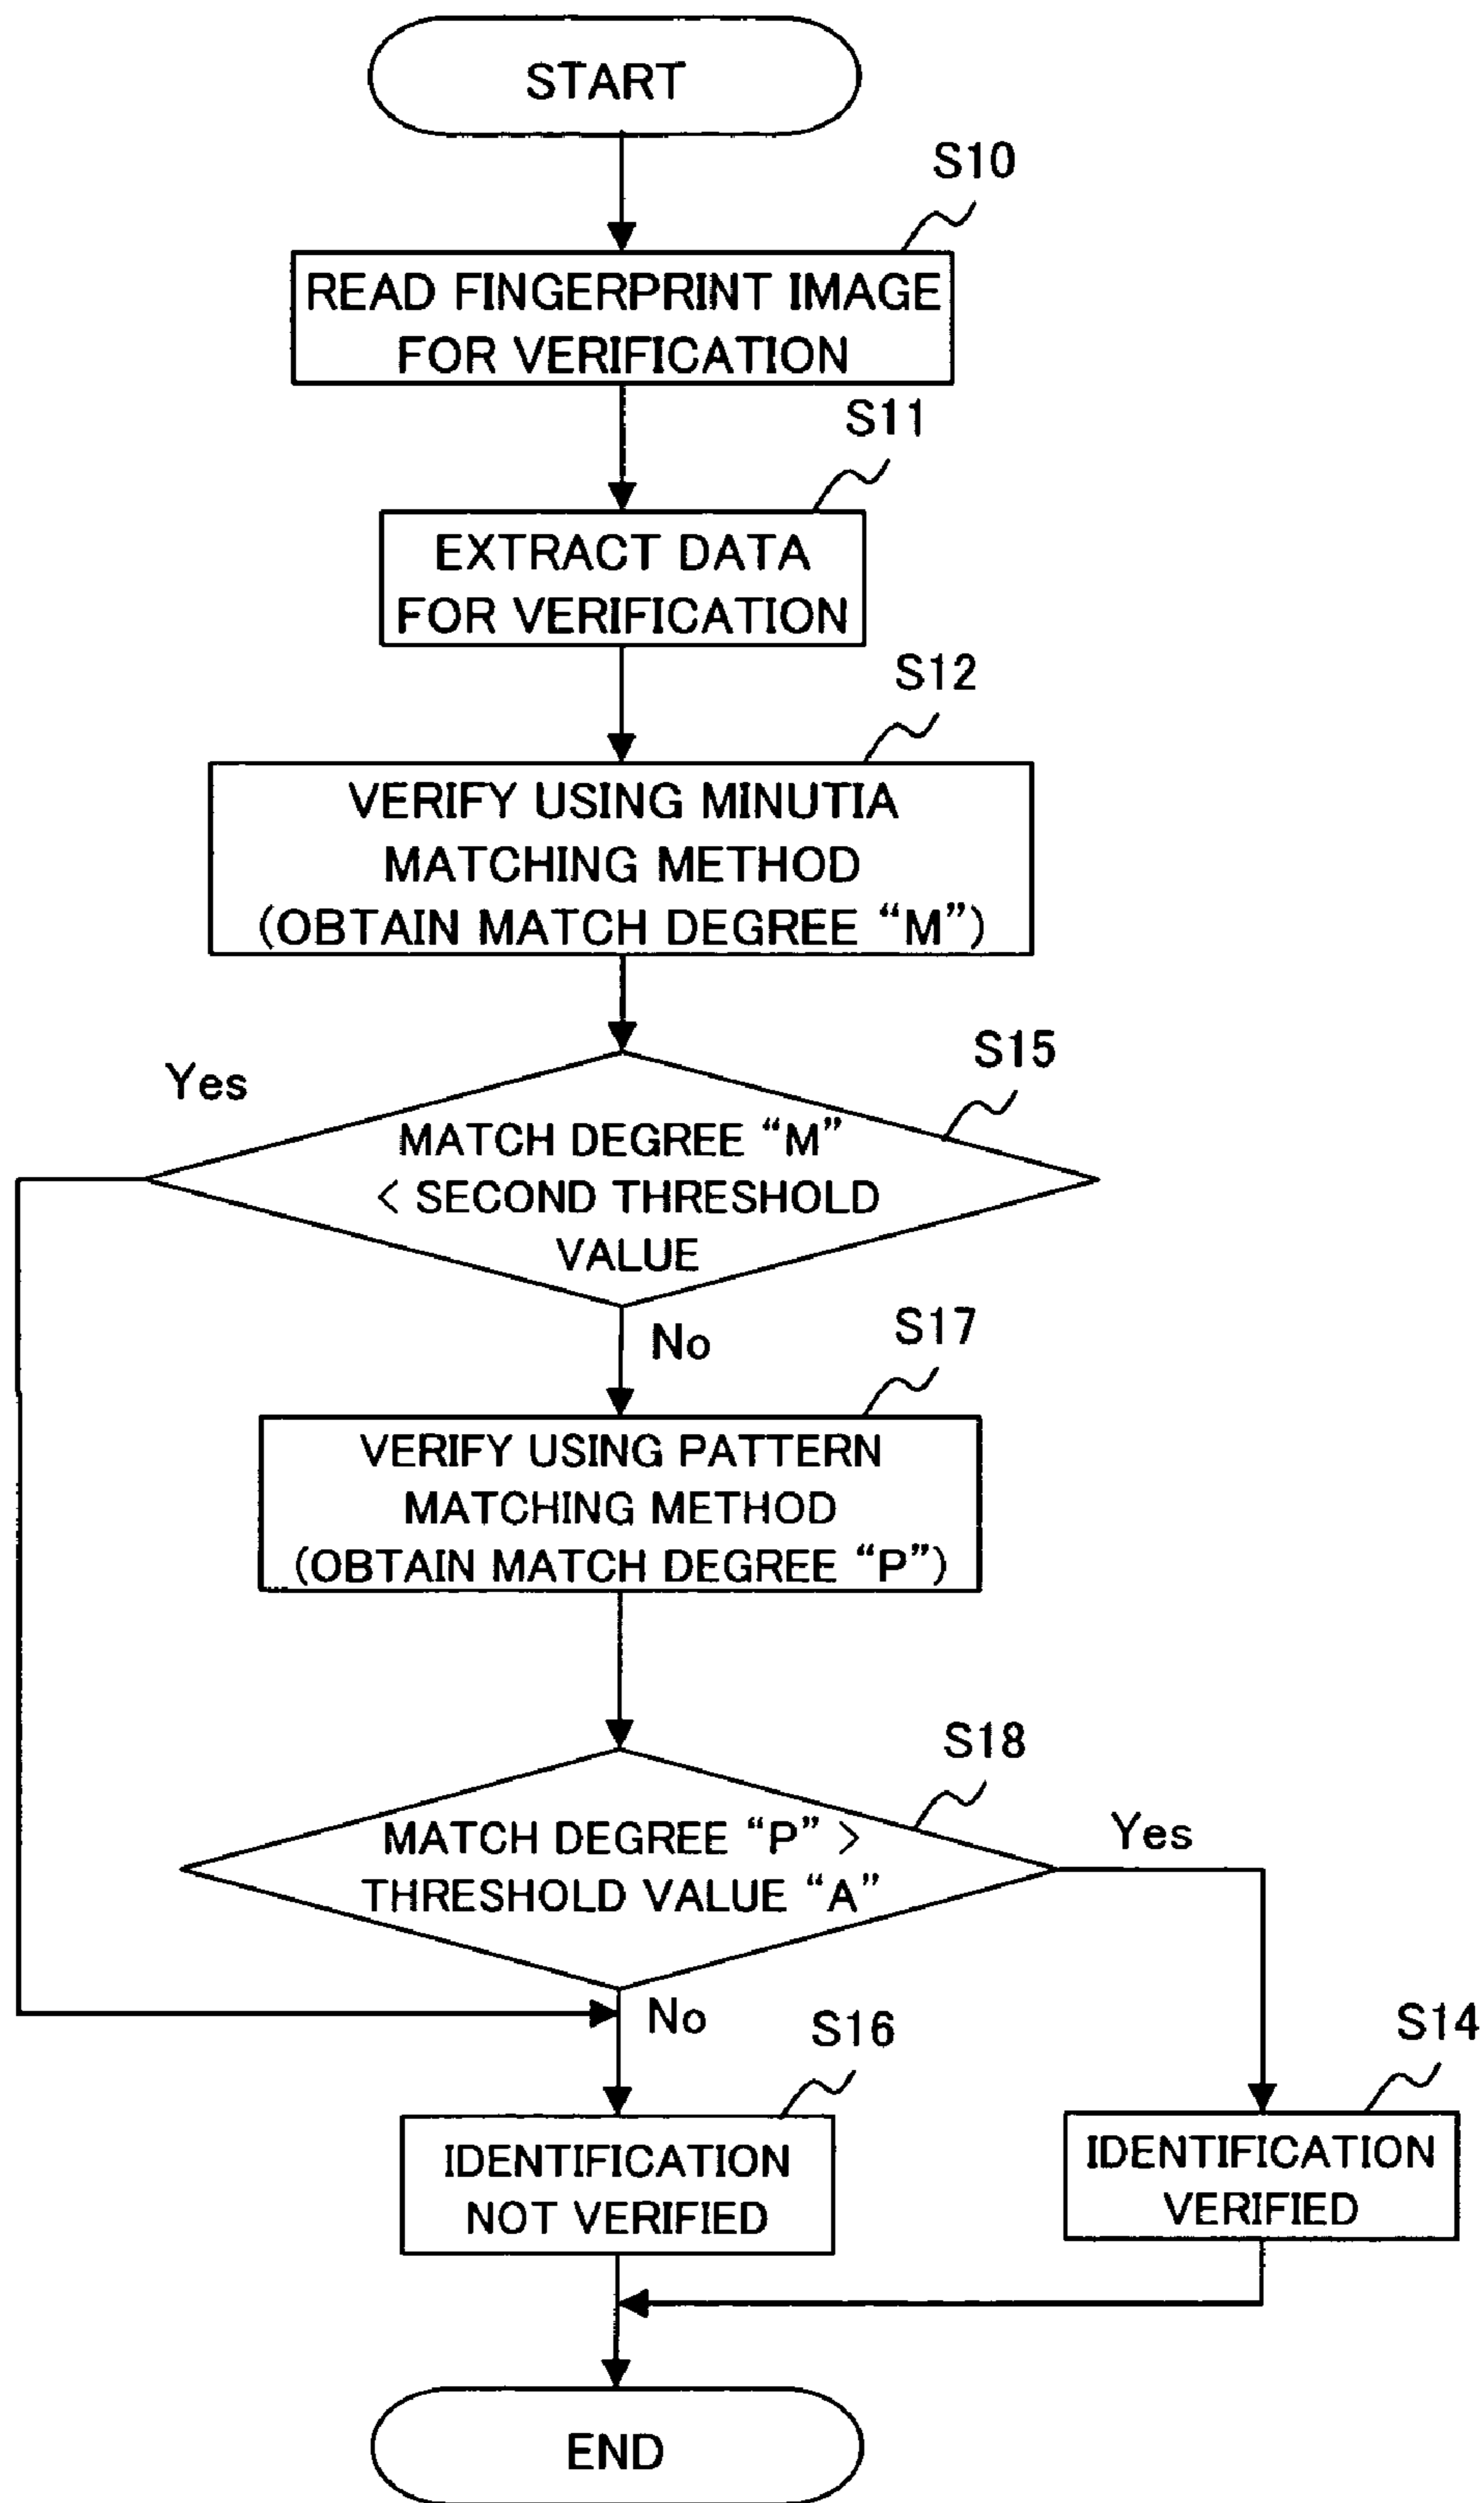 START
S10
READ FINGERPRINT IMAGE
FOR VERIFICATION
S11
EXTRACT DATA
FOR VERIFICATION
S12
VERIFY USING MINUTIA
MATCHING METHOD
(OBTAIN MATCH DEGREE “M”)
S15
Yes
MATCH DEGREE “M”
< SECOND THRESHOLD
VALUE
No
S17
VERIFY USING PATTERN
MATCHING METHOD
(OBTAIN MATCH DEGREE “P”)
S18
Yes
MATCH DEGREE “P” >
THRESHOLD VALUE “A”
No
S16
S14
IDENTIFICATION
NOT VERIFIED
IDENTIFICATION
VERIFIED
END